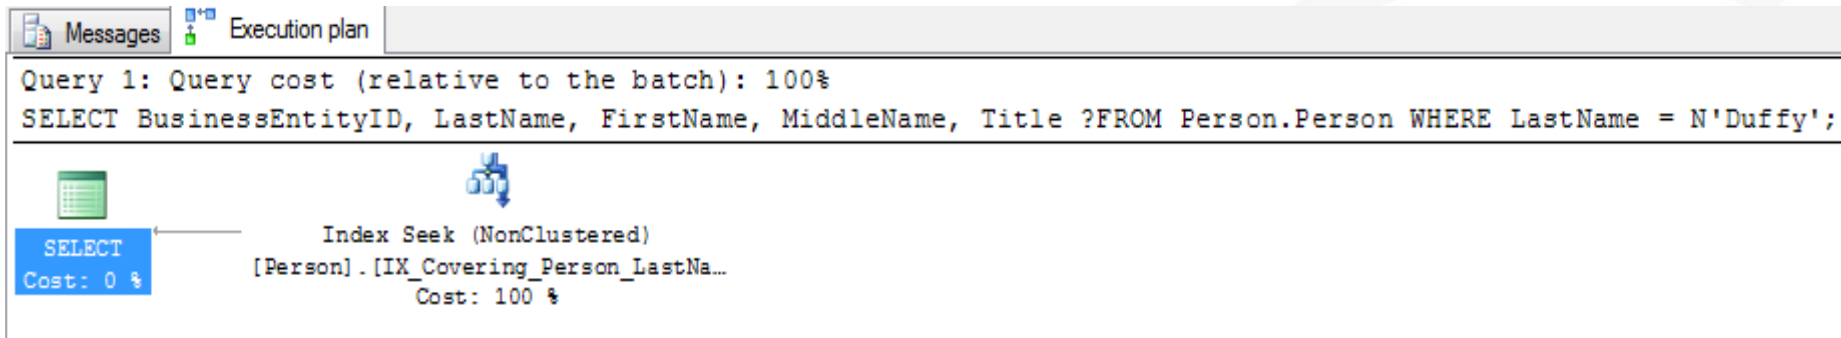 Messages Execution plan
Query 1: Query cost (relative to the batch): 100%
SELECT BusinessEntityID, LastName, FirstName, MiddleName, Title ?FROM Person.Person WHERE LastName = N'Duffy';
SELECT
Cost: 0 %
Index Seek (NonClustered)
[Person].[IX_Covering_Person_LastNa…
Cost: 100 %